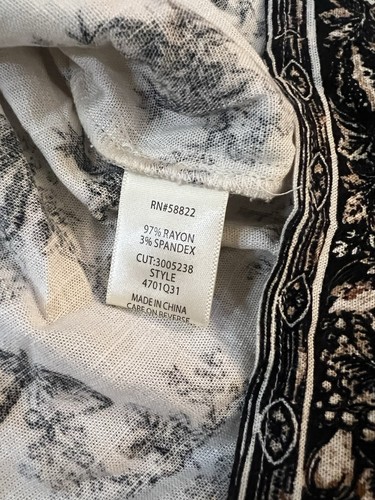 RN#58822
97% RAYON
3% SPANDEX
CUT:3005238
STYLE
4701Q31
MADE IN CHINA
CARE ON REVERSE